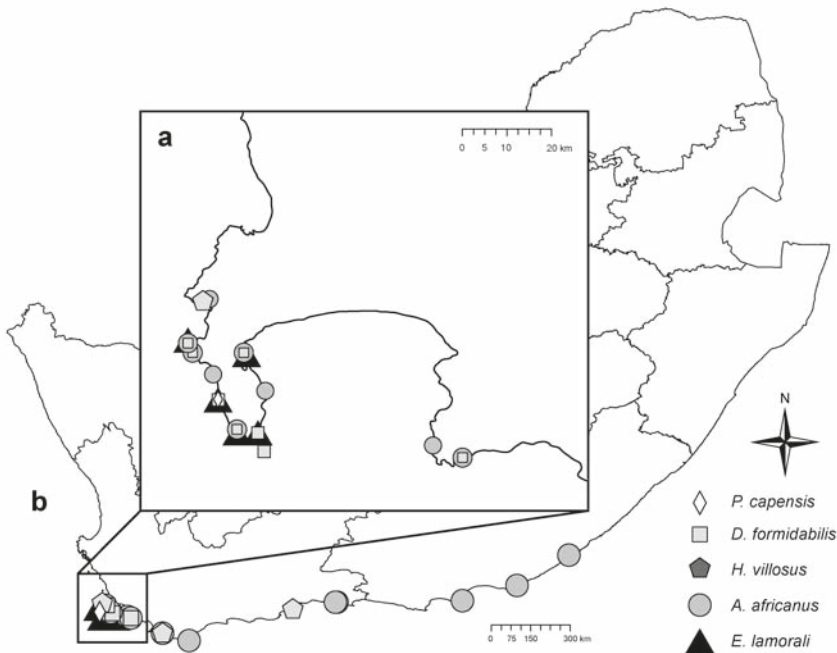 a
0 5 10 20 km
N
b
P. capensis
D. formidabilis
H. villosus
A. africanus
E. lamorali
0 75 150 300 km